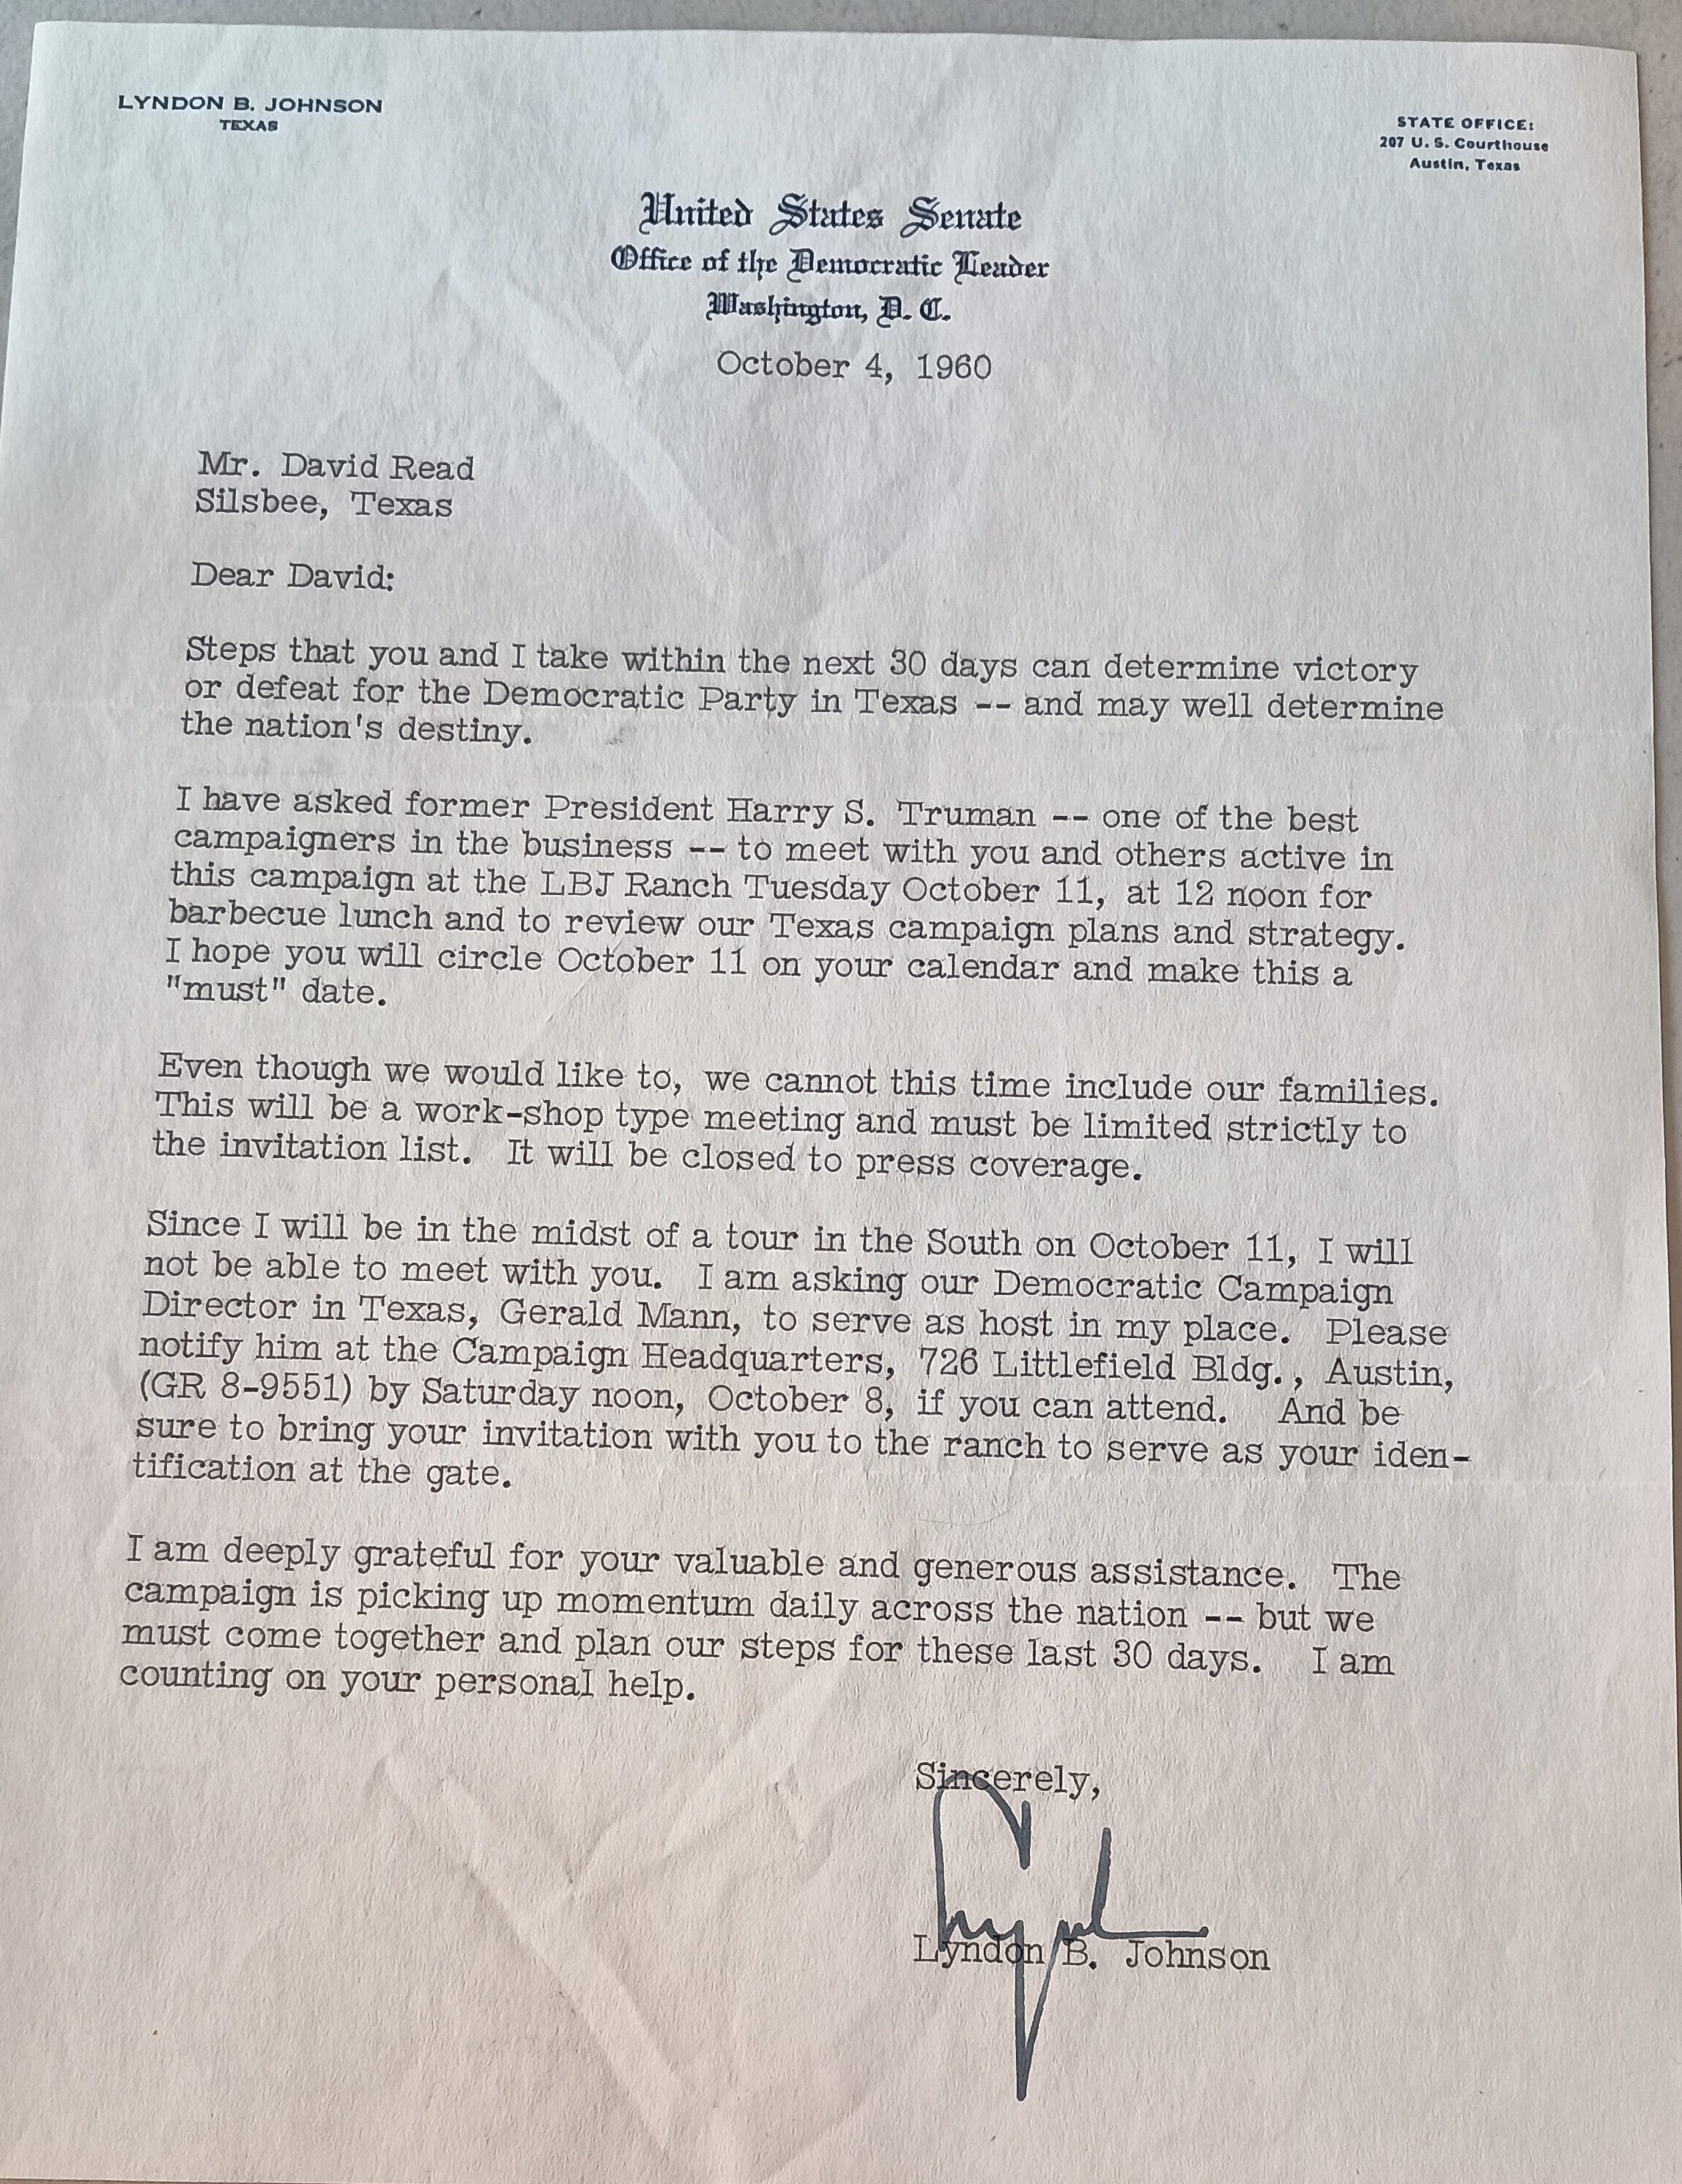 LYNDON B. JOHNSON
TEXAS
STATE OFFICE:
207 U. S. Courthouse
Austin, Texas
United States Senate
Office of the Democratic Leader
Washington, D. C.
October 4, 1960
Mr. David Read
Silsbee, Texas
Dear David:
Steps that you and I take within the next 30 days can determine victory
or defeat for the Democratic Party in Texas -- and may well determine
the nation's destiny.
I have asked former President Harry S. Truman -- one of the best
campaigners in the business -- to meet with you and others active in
this campaign at the LBJ Ranch Tuesday October 11, at 12 noon for
barbecue lunch and to review our Texas campaign plans and strategy.
I hope you will circle October 11 on your calendar and make this a
"must" date.
Even though we would like to, we cannot this time include our families.
This will be a work-shop type meeting and must be limited strictly to
the invitation list. It will be closed to press coverage.
Since I will be in the midst of a tour in the South on October 11, I will
not be able to meet with you. I am asking our Democratic Campaign
Director in Texas, Gerald Mann, to serve as host in my place. Please
notify him at the Campaign Headquarters, 726 Littlefield Bldg., Austin,
(GR 8-9551) by Saturday noon, October 8, if you can attend. And be
sure to bring your invitation with you to the ranch to serve as your iden-
tification at the gate.
I am deeply grateful for your valuable and generous assistance. The
campaign is picking up momentum daily across the nation -- but we
must come together and plan our steps for these last 30 days. I am
counting on your personal help.
Sincerely,
Lyndon
Lyndon B. Johnson